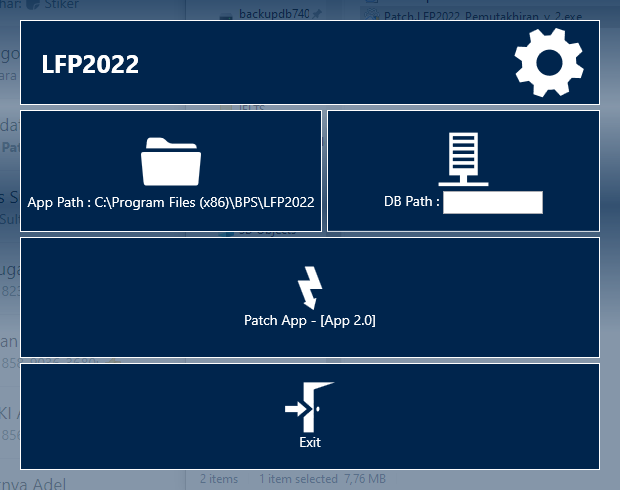 Stiker
backupdb740
Patch LFP2022_Pemutakhiran_v_2.exe
LFP2022
App Path : C:\Program Files (x86)\BPS\LFP2022
DB Path :
Patch App - [App 2.0]
Exit
2 items 1 item selected 7,76 MB
nya Adel